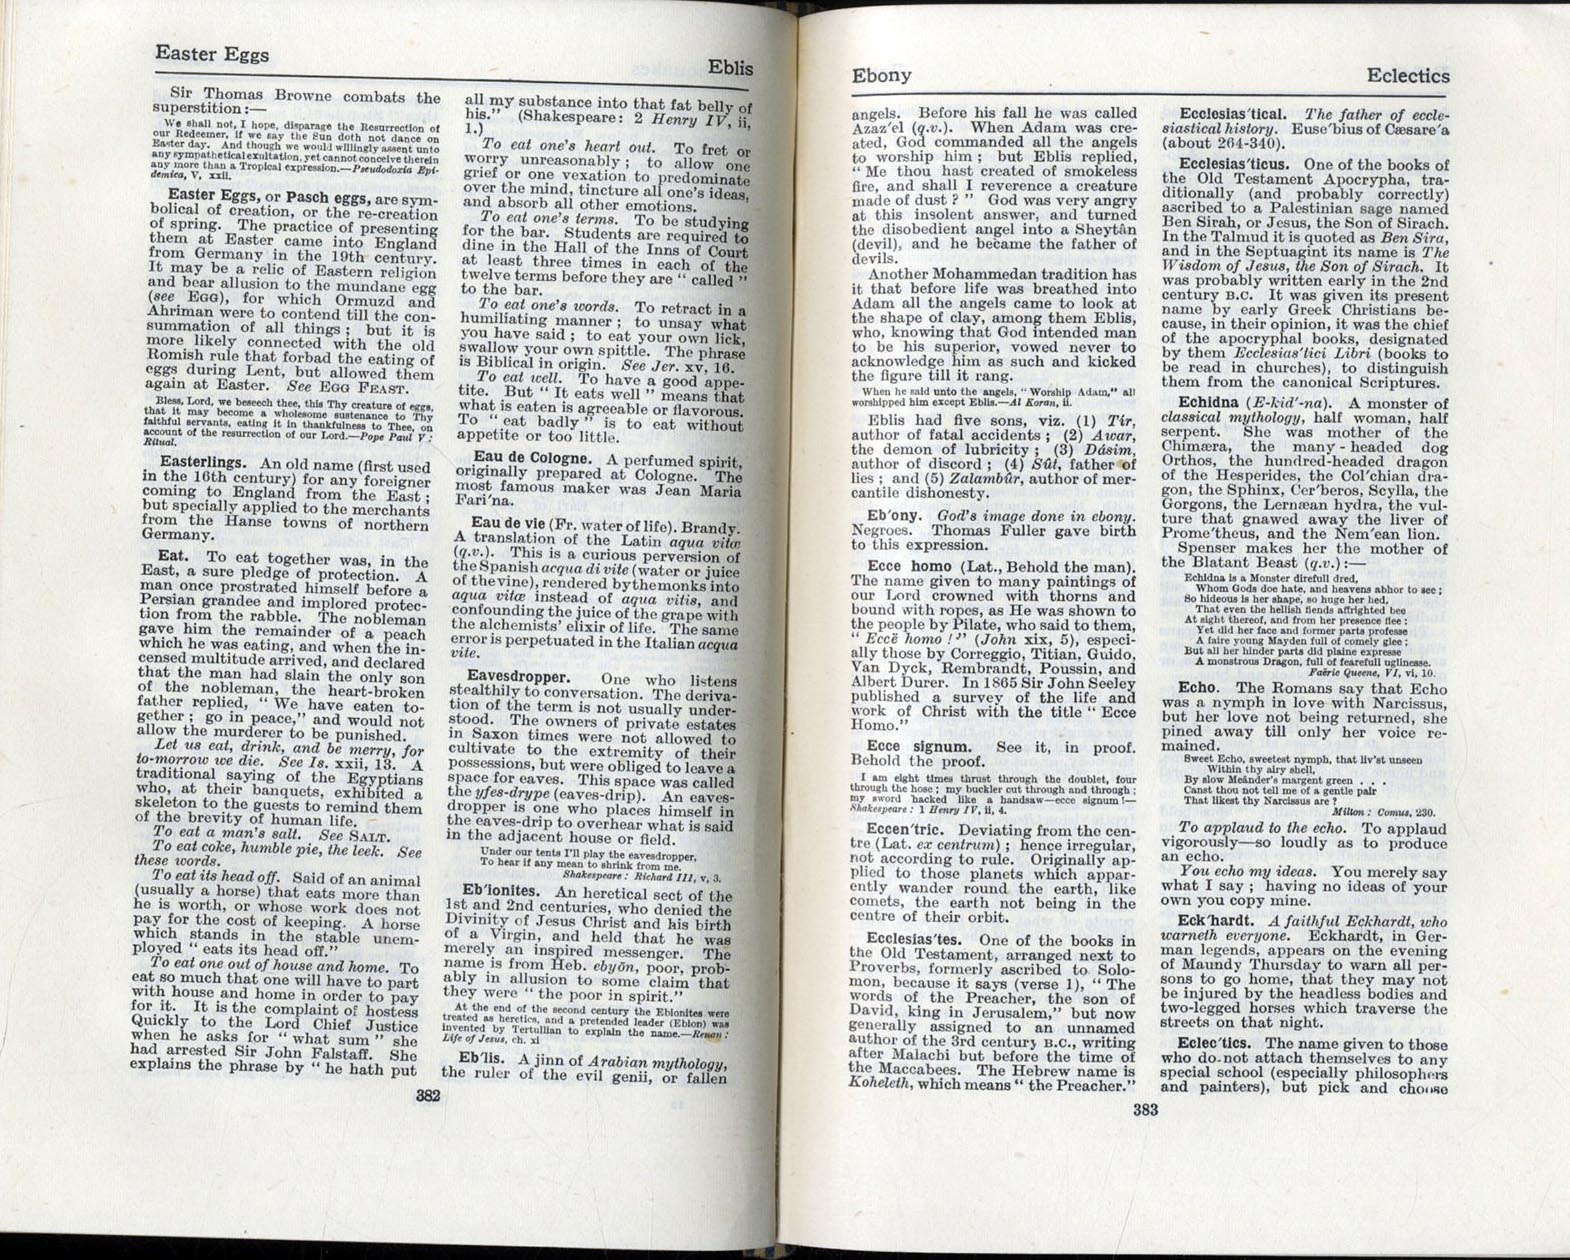 Easter Eggs
Eblis
Sir Thomas Browne combats the
superstition :—
We shall not, I hope, disparage the Resurrection of
our Redeemer, if we say the Sun doth not dance on
Easter day. And though we would willingly assent unto
any sympathetical exultation, yet cannot conceive therein
any more than a Tropical expression.—Pseudodoxia Epi-
demica, V, xxii.
Easter Eggs, or Pasch eggs, are sym-
bolical of creation, or the re-creation
of spring. The practice of presenting
them at Easter came into England
from Germany in the 19th century.
It may be a relic of Eastern religion
and bear allusion to the mundane egg
(see EGG), for which Ormuzd and
Ahriman were to contend till the con-
summation of all things ; but it is
more likely connected with the old
Romish rule that forbad the eating of
eggs during Lent, but allowed them
again at Easter. See EGG FEAST.
Bless, Lord, we beseech thee, this Thy creature of eggs,
that it may become a wholesome sustenance to Thy
faithful servants, eating it in thankfulness to Thee, on
account of the resurrection of our Lord.—Pope Paul V :
Ritual.
Easterlings. An old name (first used
in the 16th century) for any foreigner
coming to England from the East ;
but specially applied to the merchants
from the Hanse towns of northern
Germany.
Eat. To eat together was, in the
East, a sure pledge of protection. A
man once prostrated himself before a
Persian grandee and implored protec-
tion from the rabble. The nobleman
gave him the remainder of a peach
which he was eating, and when the in-
censed multitude arrived, and declared
that the man had slain the only son
of the nobleman, the heart-broken
father replied, “ We have eaten to-
gether ; go in peace,” and would not
allow the murderer to be punished.
Let us eat, drink, and be merry, for
to-morrow we die. See Is. xxii, 13. A
traditional saying of the Egyptians
who, at their banquets, exhibited a
skeleton to the guests to remind them
of the brevity of human life.
To eat a man's salt. See SALT.
To eat coke, humble pie, the leek. See
these words.
To eat its head off. Said of an animal
(usually a horse) that eats more than
he is worth, or whose work does not
pay for the cost of keeping. A horse
which stands in the stable unem-
ployed “ eats its head off.”
To eat one out of house and home. To
eat so much that one will have to part
with house and home in order to pay
for it. It is the complaint of hostess
Quickly to the Lord Chief Justice
when he asks for “ what sum ” she
had arrested Sir John Falstaff. She
explains the phrase by “ he hath put
all my substance into that fat belly of
his.” (Shakespeare: 2 Henry IV, ii,
1.)
To eat one's heart out. To fret or
worry unreasonably ; to allow one
grief or one vexation to predominate
over the mind, tincture all one's ideas,
and absorb all other emotions.
To eat one's terms. To be studying
for the bar. Students are required to
dine in the Hall of the Inns of Court
at least three times in each of the
twelve terms before they are “ called ”
to the bar.
To eat one's words. To retract in a
humiliating manner ; to unsay what
you have said ; to eat your own lick,
swallow your own spittle. The phrase
is Biblical in origin. See Jer. xv, 16.
To eat well. To have a good appe-
tite. But “ It eats well ” means that
what is eaten is agreeable or flavorous.
To “ eat badly ” is to eat without
appetite or too little.
Eau de Cologne. A perfumed spirit,
originally prepared at Cologne. The
most famous maker was Jean Maria
Fari'na.
Eau de vie (Fr. water of life). Brandy.
A translation of the Latin aqua vitæ
(q.v.). This is a curious perversion of
the Spanish acqua di vite (water or juice
of the vine), rendered by the monks into
aqua vitæ instead of aqua vitis, and
confounding the juice of the grape with
the alchemists' elixir of life. The same
error is perpetuated in the Italian acqua
vite.
Eavesdropper. One who listens
stealthily to conversation. The deriva-
tion of the term is not usually under-
stood. The owners of private estates
in Saxon times were not allowed to
cultivate to the extremity of their
possessions, but were obliged to leave a
space for eaves. This space was called
the yfes-drype (eaves-drip). An eaves-
dropper is one who places himself in
the eaves-drip to overhear what is said
in the adjacent house or field.
Under our tents I'll play the eavesdropper,
To hear if any mean to shrink from me.
Shakespeare : Richard III, v, 3.
Eb'ionites. An heretical sect of the
1st and 2nd centuries, who denied the
Divinity of Jesus Christ and his birth
of a Virgin, and held that he was
merely an inspired messenger. The
name is from Heb. ebyōn, poor, prob-
ably in allusion to some claim that
they were “ the poor in spirit.”
At the end of the second century the Ebionites were
treated as heretics, and a pretended leader (Ebion) was
invented by Tertullian to explain the name.—Renan :
Life of Jesus, ch. xi
Eb'lis. A jinn of Arabian mythology,
the ruler of the evil genii, or fallen
382
Ebony
Eclectics
angels. Before his fall he was called
Azaz'el (q.v.). When Adam was cre-
ated, God commanded all the angels
to worship him ; but Eblis replied,
“ Me thou hast created of smokeless
fire, and shall I reverence a creature
made of dust ? ” God was very angry
at this insolent answer, and turned
the disobedient angel into a Sheytân
(devil), and he became the father of
devils.
Another Mohammedan tradition has
it that before life was breathed into
Adam all the angels came to look at
the shape of clay, among them Eblis,
who, knowing that God intended man
to be his superior, vowed never to
acknowledge him as such and kicked
the figure till it rang.
When he said unto the angels, “ Worship Adam,” all
worshipped him except Eblis.—Al Koran, ii.
Eblis had five sons, viz. (1) Tír,
author of fatal accidents ; (2) Awar,
the demon of lubricity ; (3) Dásim,
author of discord ; (4) Sût, father of
lies ; and (5) Zalambûr, author of mer-
cantile dishonesty.
Eb'ony. God's image done in ebony.
Negroes. Thomas Fuller gave birth
to this expression.
Ecce homo (Lat., Behold the man).
The name given to many paintings of
our Lord crowned with thorns and
bound with ropes, as He was shown to
the people by Pilate, who said to them,
“ Eccë homo !” (John xix, 5), especi-
ally those by Correggio, Titian, Guido,
Van Dyck, Rembrandt, Poussin, and
Albert Durer. In 1865 Sir John Seeley
published a survey of the life and
work of Christ with the title “ Ecce
Homo.”
Ecce signum. See it, in proof.
Behold the proof.
I am eight times thrust through the doublet, four
through the hose ; my buckler cut through and through ;
my sword hacked like a handsaw—ecce signum !—
Shakespeare : 1 Henry IV, ii, 4.
Eccen'tric. Deviating from the cen-
tre (Lat. ex centrum) ; hence irregular,
not according to rule. Originally ap-
plied to those planets which appar-
ently wander round the earth, like
comets, the earth not being in the
centre of their orbit.
Ecclesias'tes. One of the books in
the Old Testament, arranged next to
Proverbs, formerly ascribed to Solo-
mon, because it says (verse 1), “ The
words of the Preacher, the son of
David, king in Jerusalem,” but now
generally assigned to an unnamed
author of the 3rd century B.C., writing
after Malachi but before the time of
the Maccabees. The Hebrew name is
Koheleth, which means “ the Preacher.”
Ecclesias'tical. The father of eccle-
siastical history. Euse'bius of Cæsare'a
(about 264-340).
Ecclesias'ticus. One of the books of
the Old Testament Apocrypha, tra-
ditionally (and probably correctly)
ascribed to a Palestinian sage named
Ben Sirah, or Jesus, the Son of Sirach.
In the Talmud it is quoted as Ben Sira,
and in the Septuagint its name is The
Wisdom of Jesus, the Son of Sirach. It
was probably written early in the 2nd
century B.C. It was given its present
name by early Greek Christians be-
cause, in their opinion, it was the chief
of the apocryphal books, designated
by them Ecclesias'tici Libri (books to
be read in churches), to distinguish
them from the canonical Scriptures.
Echidna (E-kid'-na). A monster of
classical mythology, half woman, half
serpent. She was mother of the
Chimæra, the many-headed dog
Orthos, the hundred-headed dragon
of the Hesperides, the Col'chian dra-
gon, the Sphinx, Cer'beros, Scylla, the
Gorgons, the Lernæan hydra, the vul-
ture that gnawed away the liver of
Prome'theus, and the Nem'ean lion.
Spenser makes her the mother of
the Blatant Beast (q.v.) :—
Echidna is a Monster direfull dred,
Whom Gods doe hate, and heavens abhor to see ;
So hideous is her shape, so huge her hed,
That even the hellish fiends affrighted bee
At sight thereof, and from her presence flee :
Yet did her face and former parts professe
A faire young Mayden full of comely glee ;
But all her hinder parts did plaine expresse
A monstrous Dragon, full of fearefull uglinesse.
Faërie Queene, VI, vi, 10.
Echo. The Romans say that Echo
was a nymph in love with Narcissus,
but her love not being returned, she
pined away till only her voice re-
mained.
Sweet Echo, sweetest nymph, that liv'st unseen
Within thy airy shell,
By slow Meänder's margent green . . .
Canst thou not tell me of a gentle pair
That likest thy Narcissus are ?
Milton : Comus, 230.
To applaud to the echo. To applaud
vigorously—so loudly as to produce
an echo.
You echo my ideas. You merely say
what I say ; having no ideas of your
own you copy mine.
Eck'hardt. A faithful Eckhardt, who
warneth everyone. Eckhardt, in Ger-
man legends, appears on the evening
of Maundy Thursday to warn all per-
sons to go home, that they may not
be injured by the headless bodies and
two-legged horses which traverse the
streets on that night.
Eclec'tics. The name given to those
who do not attach themselves to any
special school (especially philosophers
and painters), but pick and choose
383